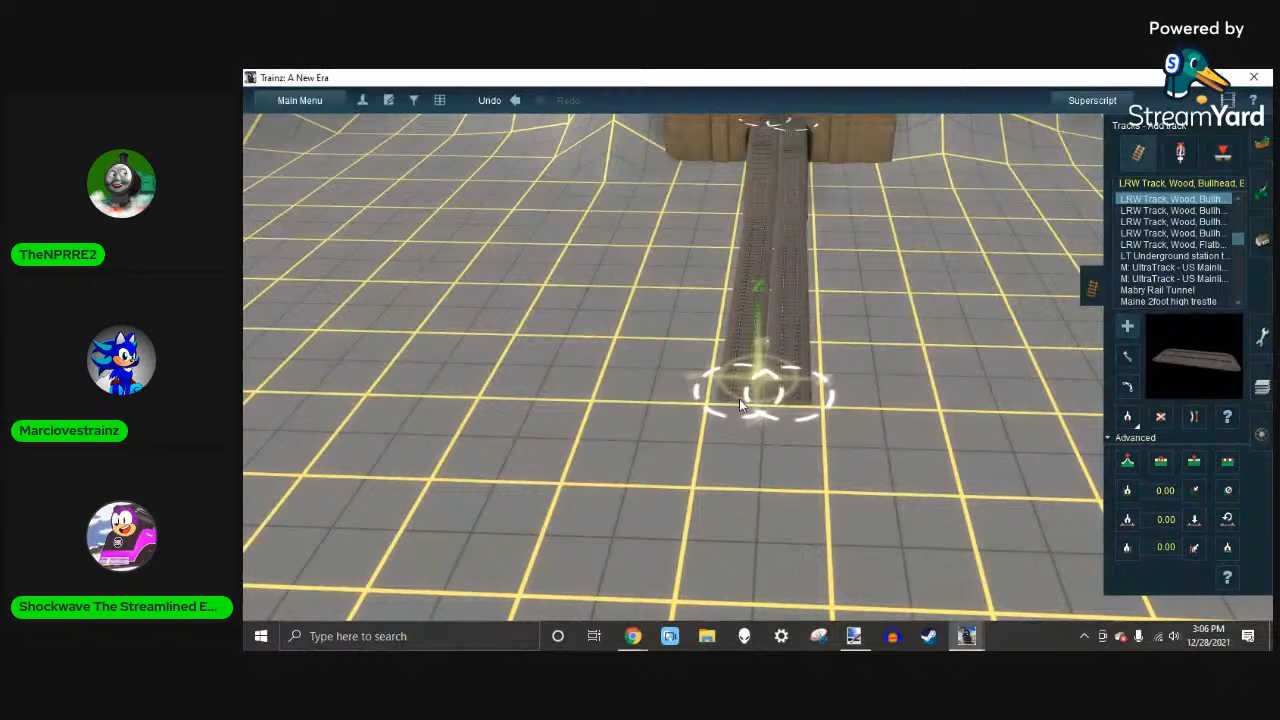 Powered by
StreamYard
Trainz: A New Era
Main Menu
Undo
Redo
Superscript
Tracks - Add track
LRW Track, Wood, Bullhead, E
LRW Track, Wood, Bullh...
LRW Track, Wood, Bullh...
LRW Track, Wood, Bullh...
LRW Track, Wood, Bullh...
LRW Track, Wood, Flatb...
LT Underground station t...
M: UltraTrack - US Mainli...
M: UltraTrack - US Mainli...
Mabry Rail Tunnel
Maine 2foot high trestle
Advanced
0.00
0.00
0.00
TheNPRRE2
Marclovestrainz
Shockwave The Streamlined E...
Type here to search
3:06 PM
12/28/2021